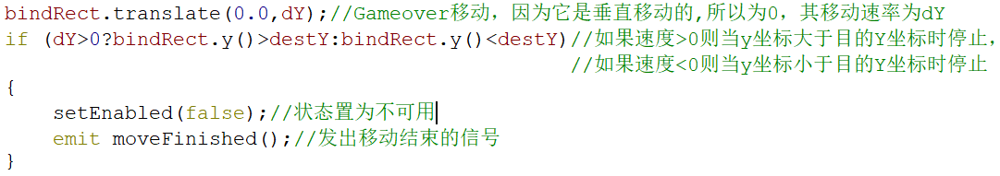 bindRect.translate(0.0,dY);//Gameover移动，因为它是垂直移动的,所以为0，其移动速率为dY
if (dY>0?bindRect.y()>destY:bindRect.y()<destY)//如果速度>0则当y坐标大于目的Y坐标时停止，
//如果速度<0则当y坐标小于目的Y坐标时停止
{
setEnabled(false);//状态置为不可用
emit moveFinished();//发出移动结束的信号
}